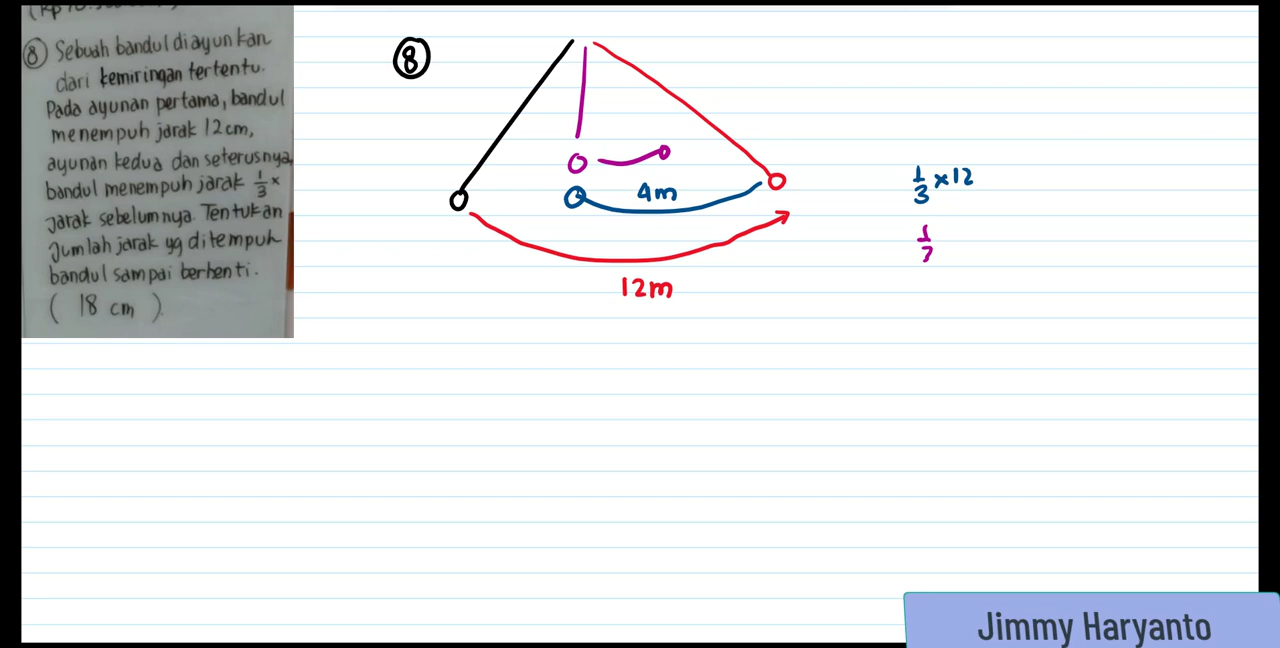 ⑧ Sebuah bandul diayunkan
dari kemiringan tertentu.
Pada ayunan pertama, bandul
menempuh jarak 12 cm,
ayunan kedua dan seterusnya,
bandul menempuh jarak 1/3 ×
jarak sebelumnya. Tentukan
jumlah jarak yg ditempuh
bandul sampai berhenti.
( 18 cm ).
⑧
4m
12m
1/3 × 12
Jimmy Haryanto